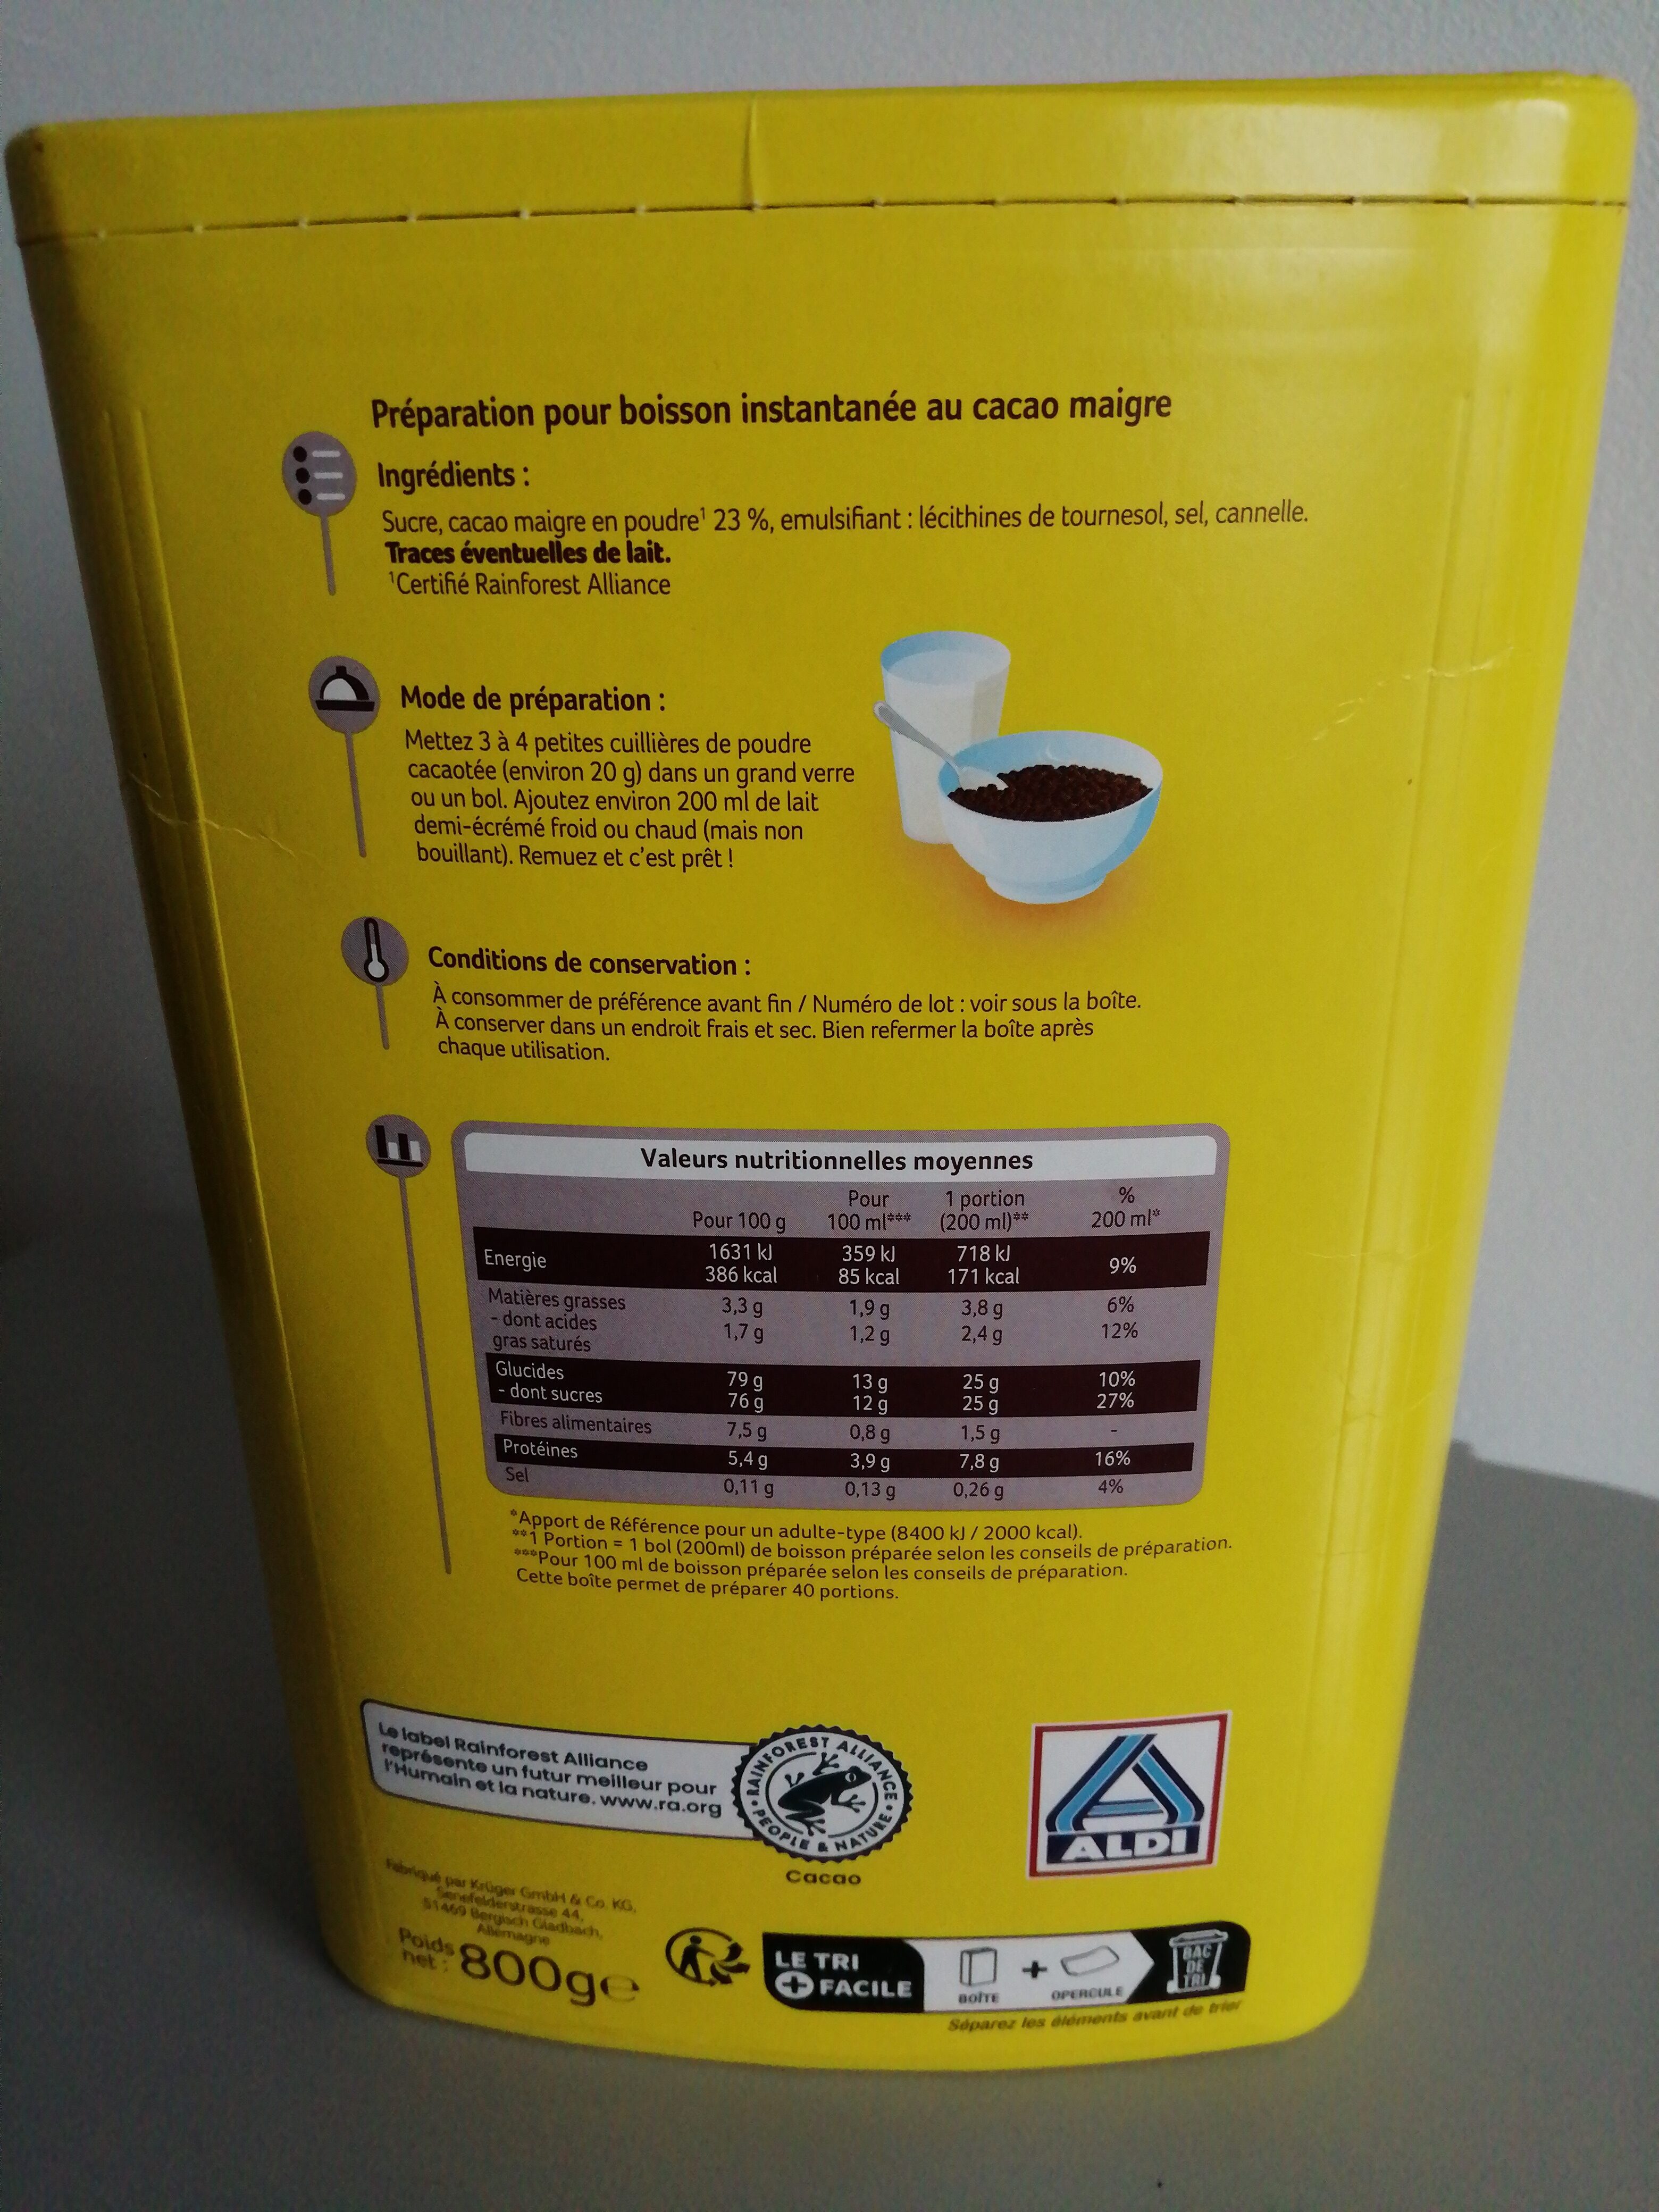 Préparation pour boisson instantanée au cacao maigre
Ingrédients :
Sucre, cacao maigre en poudre¹ 23 %, emulsifiant : lécithines de tournesol, sel, cannelle.
Traces éventuelles de lait.
¹Certifié Rainforest Alliance
Mode de préparation :
Mettez 3 à 4 petites cuillières de poudre
cacaotée (environ 20 g) dans un grand verre
ou un bol. Ajoutez environ 200 ml de lait
demi-écrémé froid ou chaud (mais non
bouillant). Remuez et c'est prêt !
Conditions de conservation :
À consommer de préférence avant fin / Numéro de lot : voir sous la boîte.
À conserver dans un endroit frais et sec. Bien refermer la boîte après
chaque utilisation.
Valeurs nutritionnelles moyennes
Pour 100 g Pour 100 ml*** 1 portion (200 ml)** % 200 ml*
Energie 1631 kJ 359 kJ 718 kJ 9%
386 kcal 85 kcal 171 kcal
Matières grasses 3,3 g 1,9 g 3,8 g 6%
- dont acides gras saturés 1,7 g 1,2 g 2,4 g 12%
Glucides 79 g 13 g 25 g 10%
- dont sucres 76 g 12 g 25 g 27%
Fibres alimentaires 7,5 g 0,8 g 1,5 g -
Protéines 5,4 g 3,9 g 7,8 g 16%
Sel 0,11 g 0,13 g 0,26 g 4%
*Apport de Référence pour un adulte-type (8400 kJ / 2000 kcal).
**1 Portion = 1 bol (200ml) de boisson préparée selon les conseils de préparation.
***Pour 100 ml de boisson préparée selon les conseils de préparation.
Cette boîte permet de préparer 40 portions.
Le label Rainforest Alliance
représente un futur meilleur pour
l'Humain et la nature. www.ra.org
RAINFOREST ALLIANCE
PEOPLE & NATURE
Cacao
ALDI
Fabriqué par Krüger GmbH & Co. KG,
Senefelderstrasse 44,
51469 Bergisch Gladbach,
Allemagne
Poids net : 800g e
LE TRI
+ FACILE
BOÎTE + OPERCULE
BAC DE TRI
Séparez les éléments avant de trier